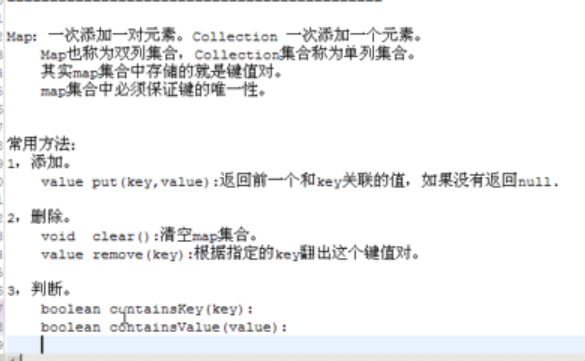 Map: 一次添加一对元素。Collection 一次添加一个元素。
Map也称为双列集合，Collection集合称为单列集合。
其实map集合中存储的就是键值对。
map集合中必须保证键的唯一性。
常用方法:
1，添加。
value put(key,value):返回前一个和key关联的值，如果没有返回null.
2，删除。
void clear():清空map集合。
value remove(key):根据指定的key翻出这个键值对。
3，判断。
boolean containsKey(key):
boolean containsValue(value):